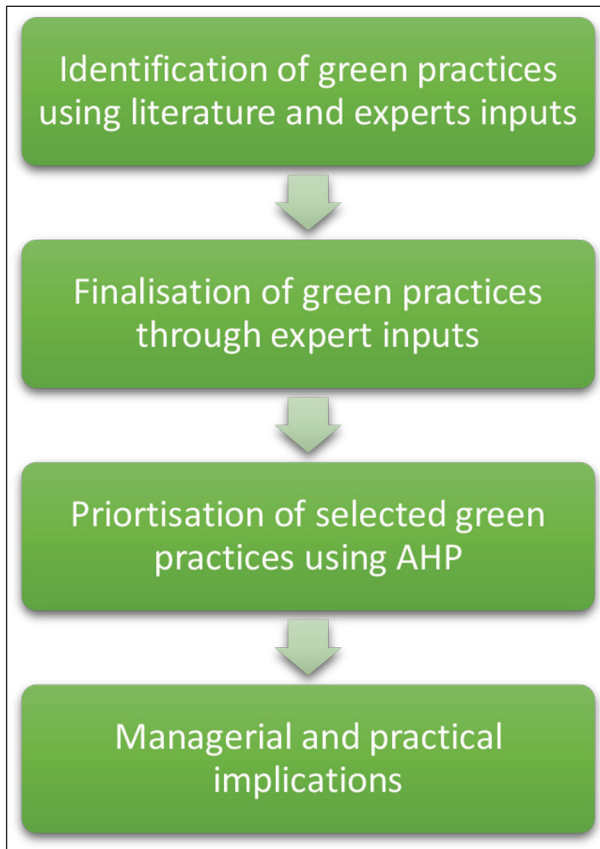 Identification of green practices
using literature and experts inputs
Finalisation of green practices
through expert inputs
Priortisation of selected green
practices using AHP
Managerial and practical
implications